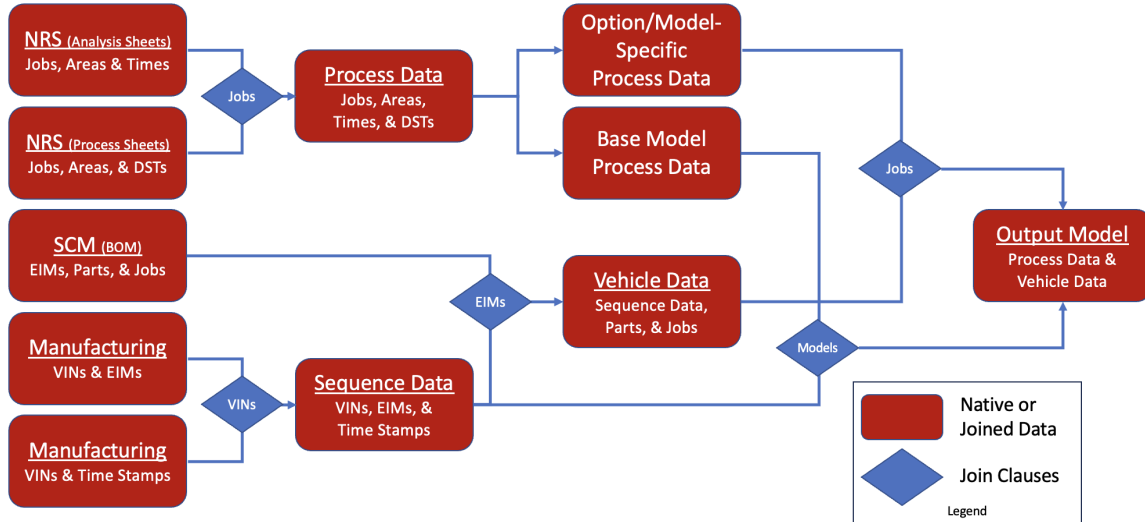 NRS (Analysis Sheets)
Jobs, Areas & Times
NRS (Process Sheets)
Jobs, Areas, & DSTs
Jobs
Process Data
Jobs, Areas,
Times, & DSTs
Option/Model-
Specific
Process Data
Base Model
Process Data
Jobs
SCM (BOM)
EIMs, Parts, & Jobs
EIMs
Vehicle Data
Sequence Data,
Parts, & Jobs
Output Model
Process Data &
Vehicle Data
Manufacturing
VINs & EIMs
Manufacturing
VINs & Time Stamps
VINs
Sequence Data
VINs, EIMs, &
Time Stamps
Models
Native or
Joined Data
Join Clauses
Legend